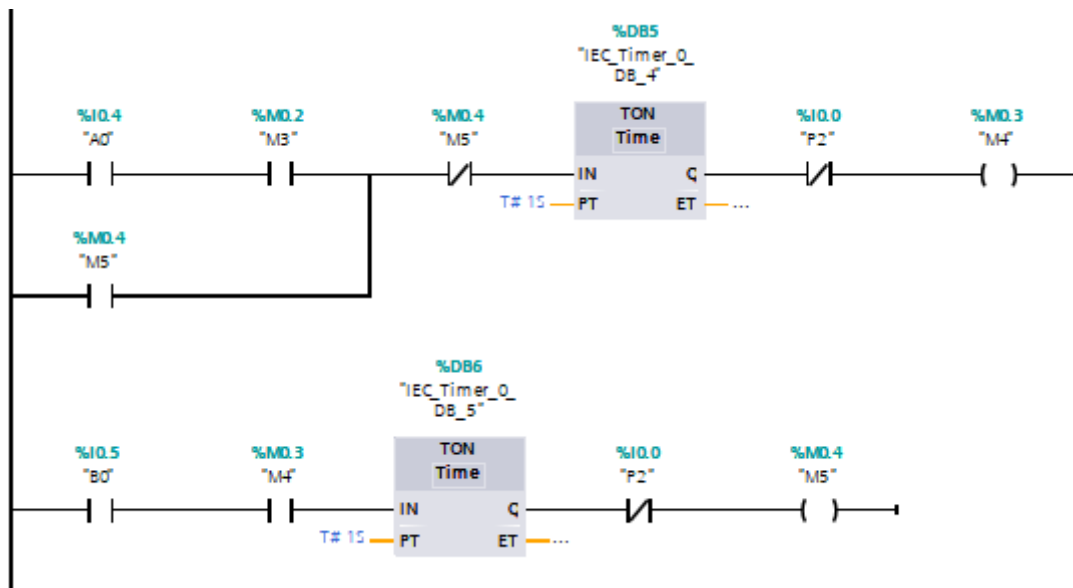 %DB5
"IEC_Timer_0_
DB_4"
%I0.4 %M0.2 %M0.4 TON %I0.0 %M0.3
"A0" "M3" "M5" Time "P2" "M4"
IN Q
T# 1S PT ET ...
%M0.4
"M5"
%DB6
"IEC_Timer_0_
DB_5"
%I0.5 %M0.3 TON %I0.0 %M0.4
"B0" "M4" Time "P2" "M5"
IN Q
T# 1S PT ET ...